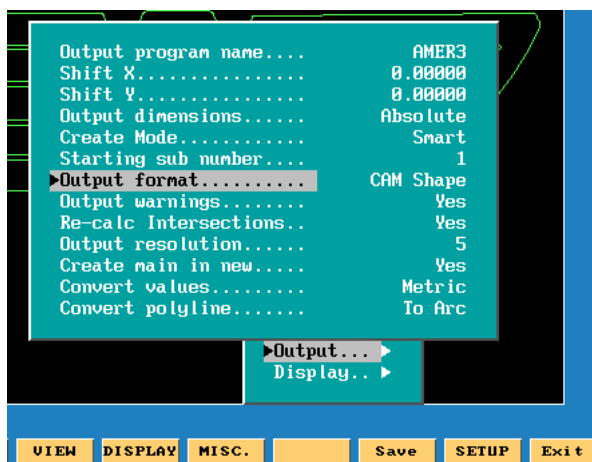 Output program name.... AMER3
Shift X................ 0.00000
Shift Y................ 0.00000
Output dimensions...... Absolute
Create Mode............ Smart
Starting sub number.... 1
▶Output format.......... CAM Shape
Output warnings........ Yes
Re-calc Intersections.. Yes
Output resolution...... 5
Create main in new..... Yes
Convert values......... Metric
Convert polyline....... To Arc
▶Output... ▶
Display.. ▶
VIEW DISPLAY MISC. Save SETUP Exit